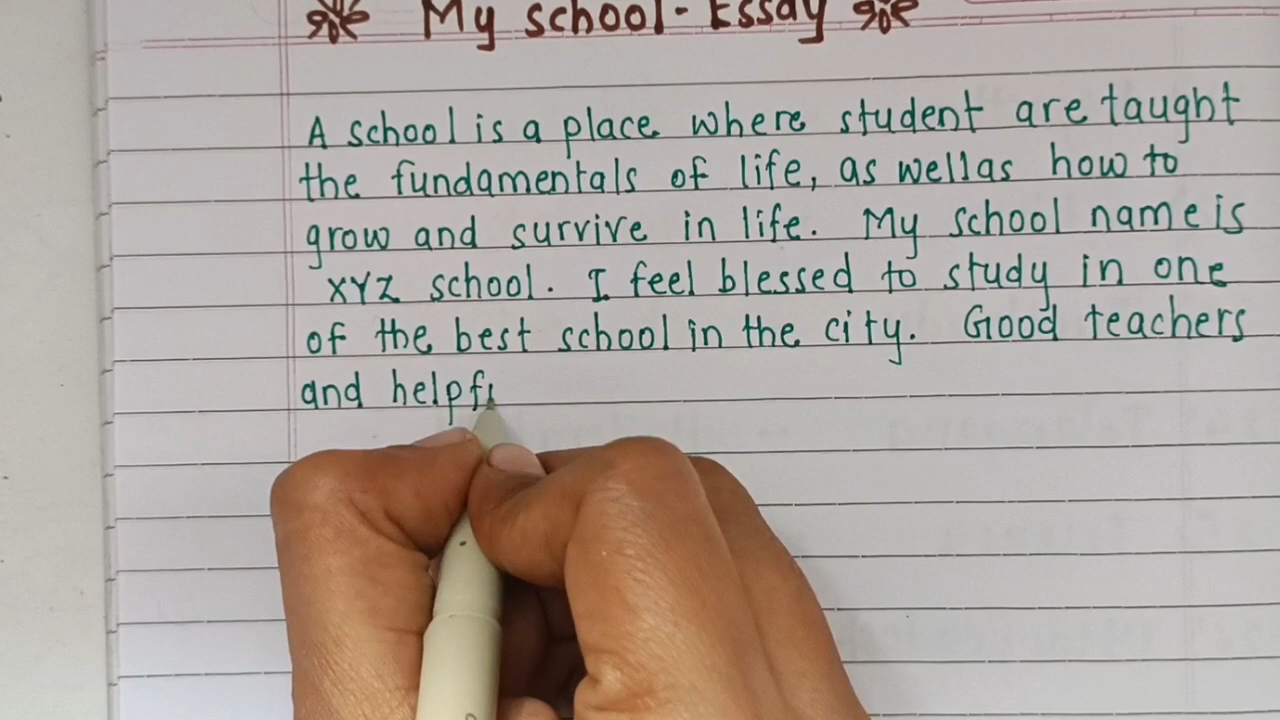 My school - Essay
A school is a place where student are taught
the fundamentals of life, as wellas how to
grow and survive in life. My school name is
XYZ school. I feel blessed to study in one
of the best school in the city. Good teachers
and helpf